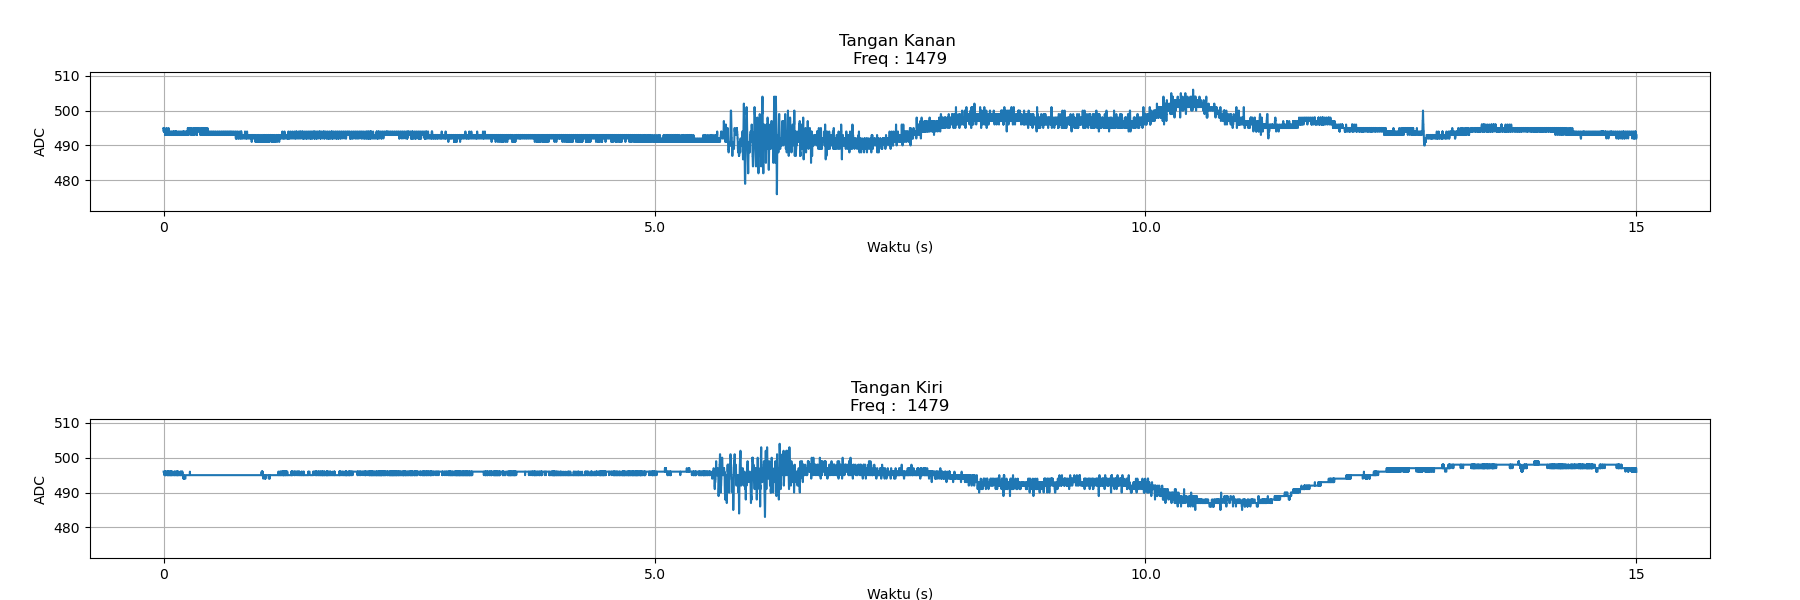 Tangan Kanan
Freq : 1479
510
500
490
480
ADC
0
5.0
10.0
15
Waktu (s)
Tangan Kiri
Freq :  1479
510
500
490
480
ADC
0
5.0
10.0
15
Waktu (s)